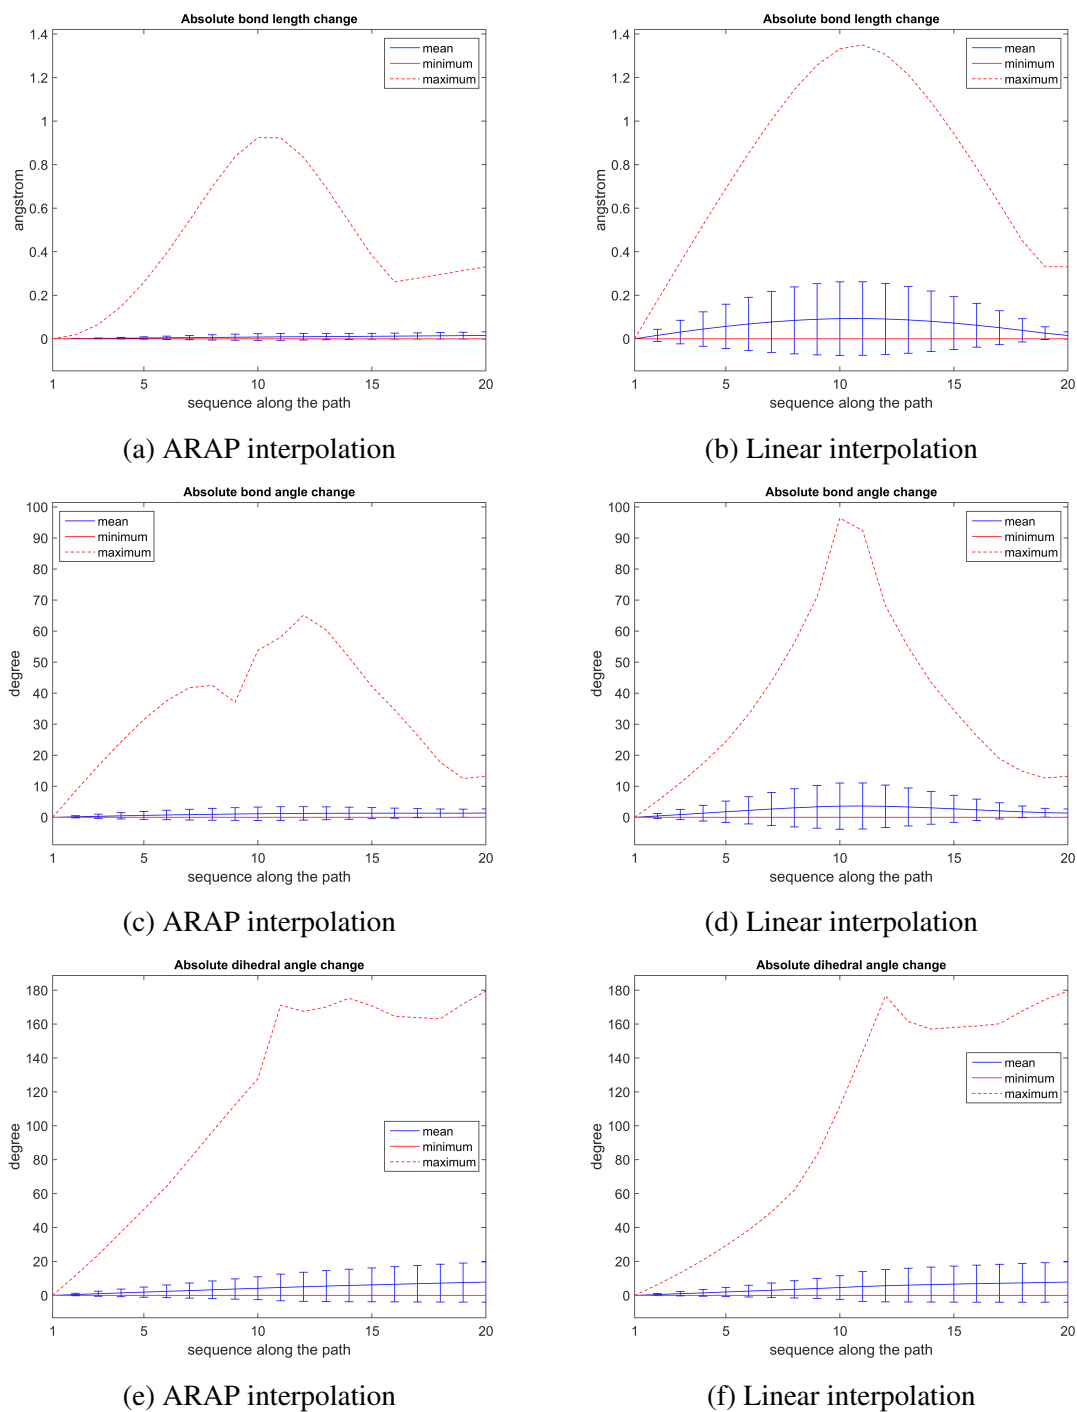 Absolute bond length change
1.4
1.2
1
0.8
0.6
0.4
0.2
0
angstrom
mean
minimum
maximum
1 5 10 15 20
sequence along the path
(a) ARAP interpolation
Absolute bond length change
1.4
1.2
1
0.8
0.6
0.4
0.2
0
angstrom
mean
minimum
maximum
1 5 10 15 20
sequence along the path
(b) Linear interpolation
Absolute bond angle change
100
90
80
70
60
50
40
30
20
10
0
degree
mean
minimum
maximum
1 5 10 15 20
sequence along the path
(c) ARAP interpolation
Absolute bond angle change
100
90
80
70
60
50
40
30
20
10
0
degree
mean
minimum
maximum
1 5 10 15 20
sequence along the path
(d) Linear interpolation
Absolute dihedral angle change
180
160
140
120
100
80
60
40
20
0
degree
mean
minimum
maximum
1 5 10 15 20
sequence along the path
(e) ARAP interpolation
Absolute dihedral angle change
180
160
140
120
100
80
60
40
20
0
degree
mean
minimum
maximum
1 5 10 15 20
sequence along the path
(f) Linear interpolation